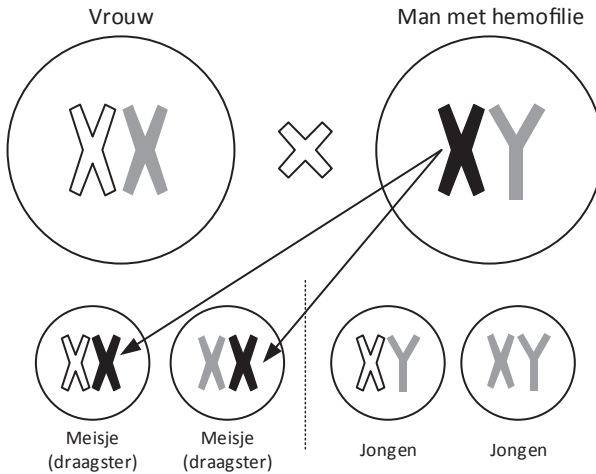 Vrouw
Man met hemofilie
Meisje
(draagster)
Meisje
(draagster)
Jongen
Jongen